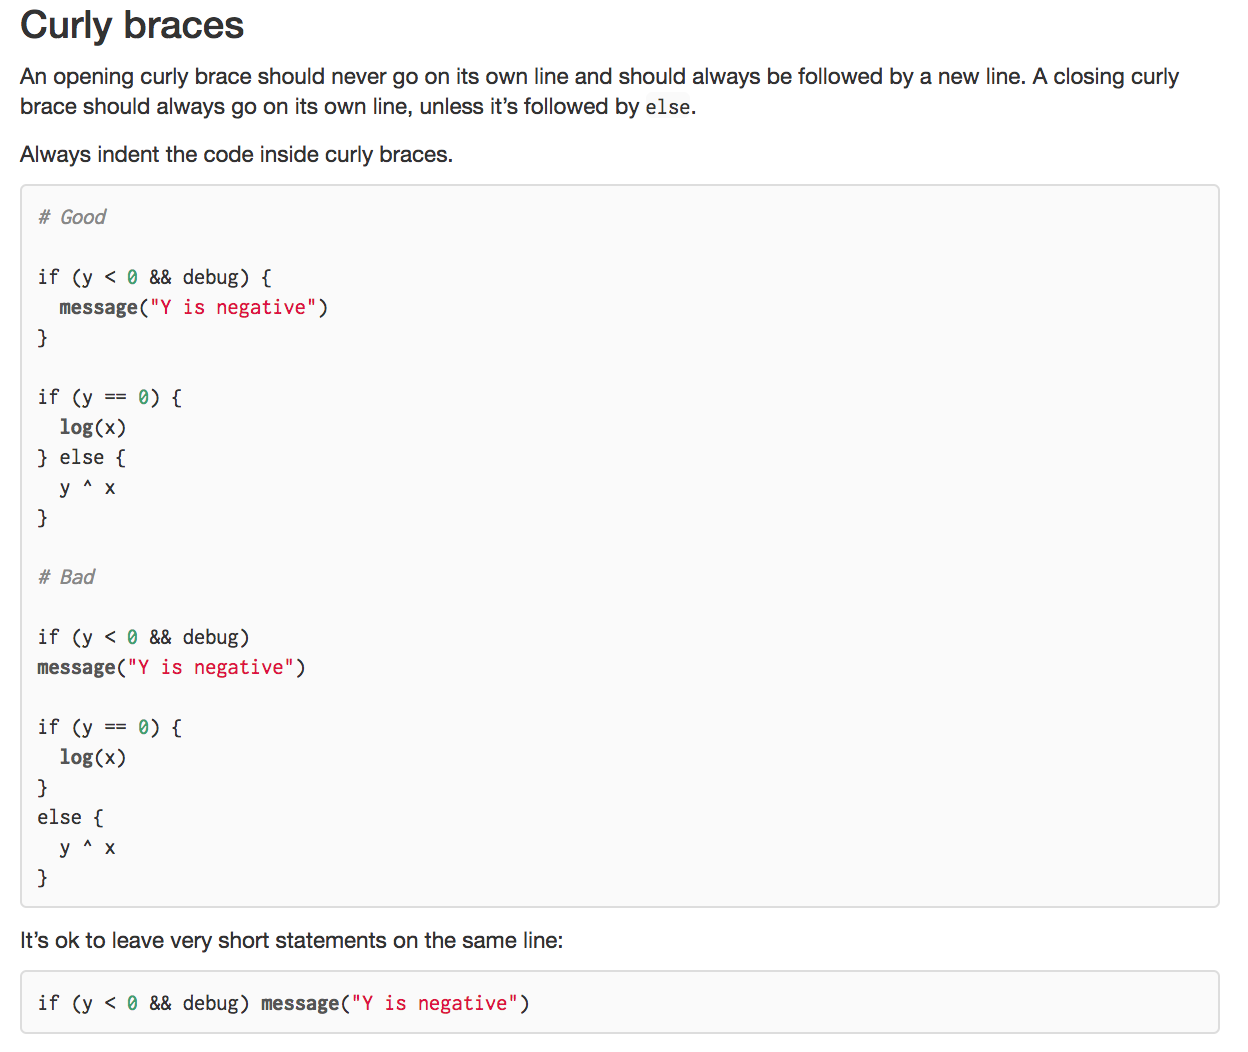 Curly braces
An opening curly brace should never go on its own line and should always be followed by a new line. A closing curly
brace should always go on its own line, unless it’s followed by else.
Always indent the code inside curly braces.
# Good
if (y < 0 && debug) {
  message("Y is negative")
}
if (y == 0) {
  log(x)
} else {
  y ^ x
}
# Bad
if (y < 0 && debug)
message("Y is negative")
if (y == 0) {
  log(x)
}
else {
  y ^ x
}
It’s ok to leave very short statements on the same line:
if (y < 0 && debug) message("Y is negative")